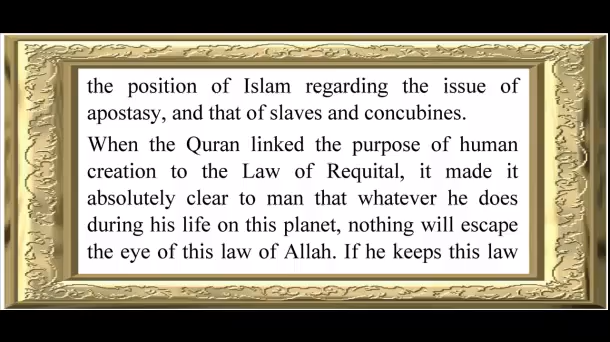 the position of Islam regarding the issue of
apostasy, and that of slaves and concubines.
When the Quran linked the purpose of human
creation to the Law of Requital, it made it
absolutely clear to man that whatever he does
during his life on this planet, nothing will escape
the eye of this law of Allah. If he keeps this law